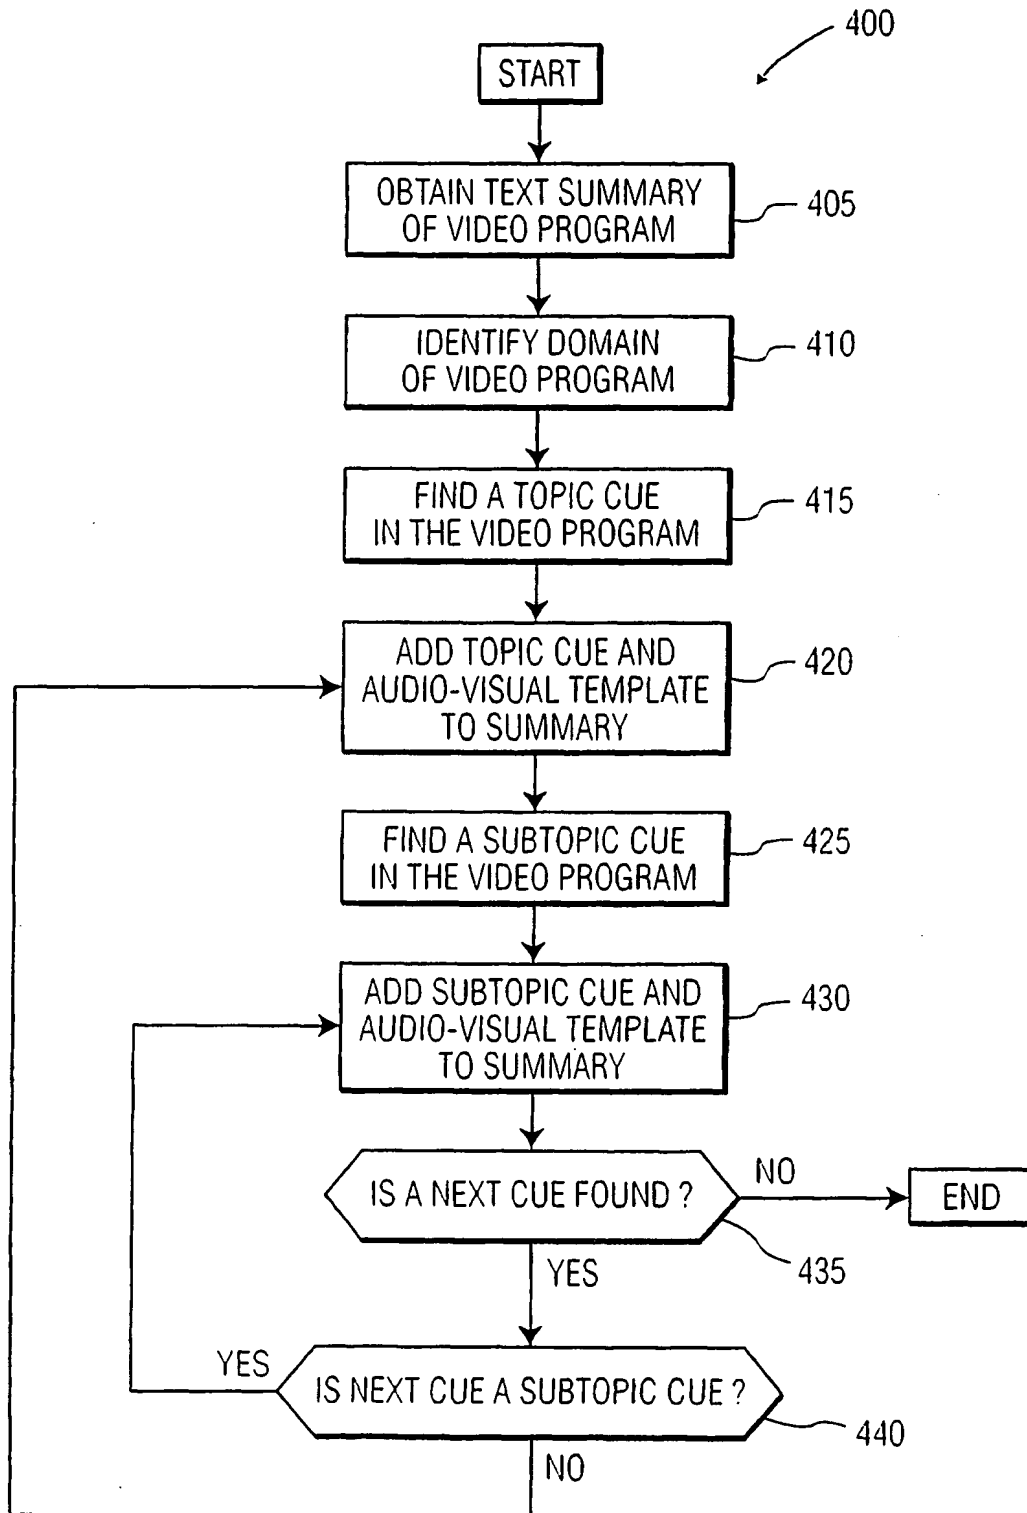 400
START
OBTAIN TEXT SUMMARY
OF VIDEO PROGRAM
405
IDENTIFY DOMAIN
OF VIDEO PROGRAM
410
FIND A TOPIC CUE
IN THE VIDEO PROGRAM
415
ADD TOPIC CUE AND
AUDIO-VISUAL TEMPLATE
TO SUMMARY
420
FIND A SUBTOPIC CUE
IN THE VIDEO PROGRAM
425
ADD SUBTOPIC CUE AND
AUDIO-VISUAL TEMPLATE
TO SUMMARY
430
IS A NEXT CUE FOUND ?
NO
END
435
YES
YES
IS NEXT CUE A SUBTOPIC CUE ?
440
NO